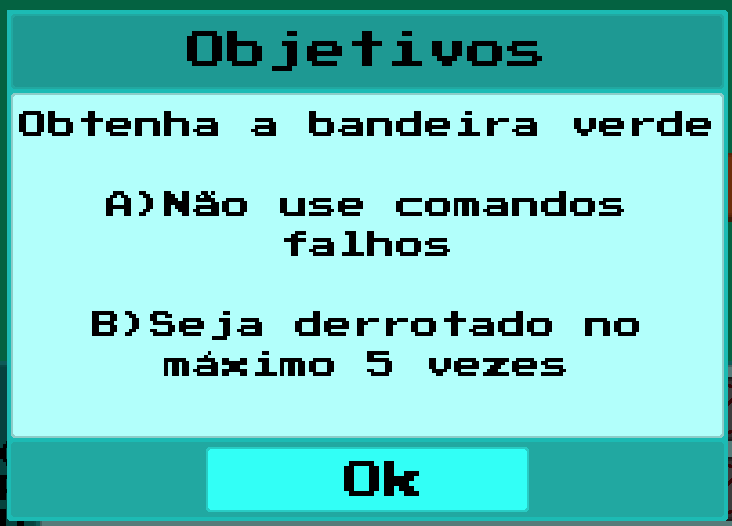 Objetivos
Obtenha a bandeira verde
A)Não use comandos
falhos
B)Seja derrotado no
máximo 5 vezes
Ok